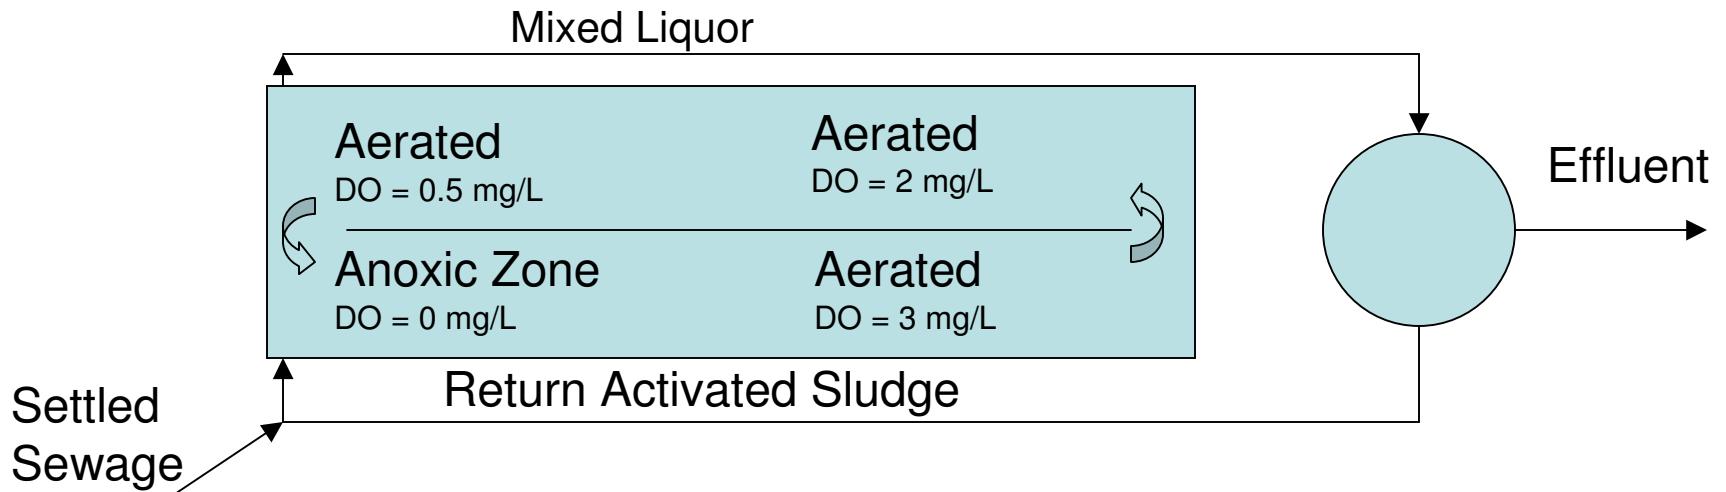 Mixed Liquor
Aerated
DO = 0.5 mg/L
Aerated
DO = 2 mg/L
Effluent
Anoxic Zone
DO = 0 mg/L
Aerated
DO = 3 mg/L
Return Activated Sludge
Settled
Sewage